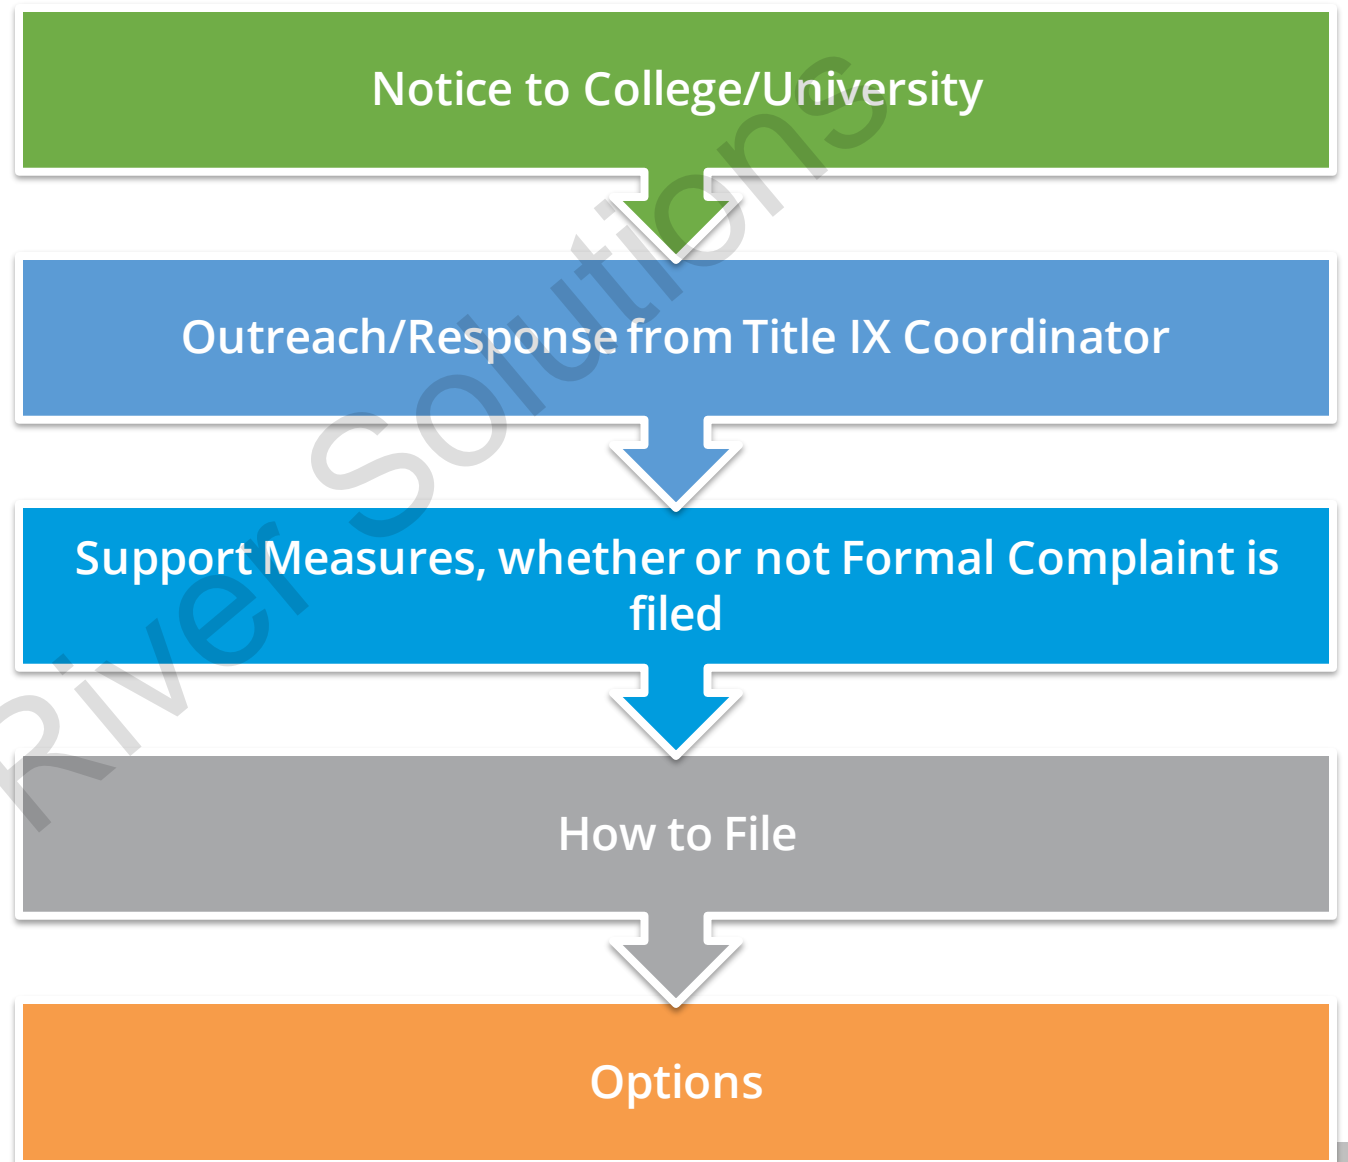 Notice to College/University
Outreach/Response from Title IX Coordinator
Support Measures, whether or not Formal Complaint is
filed
How to File
Options
River Solutions